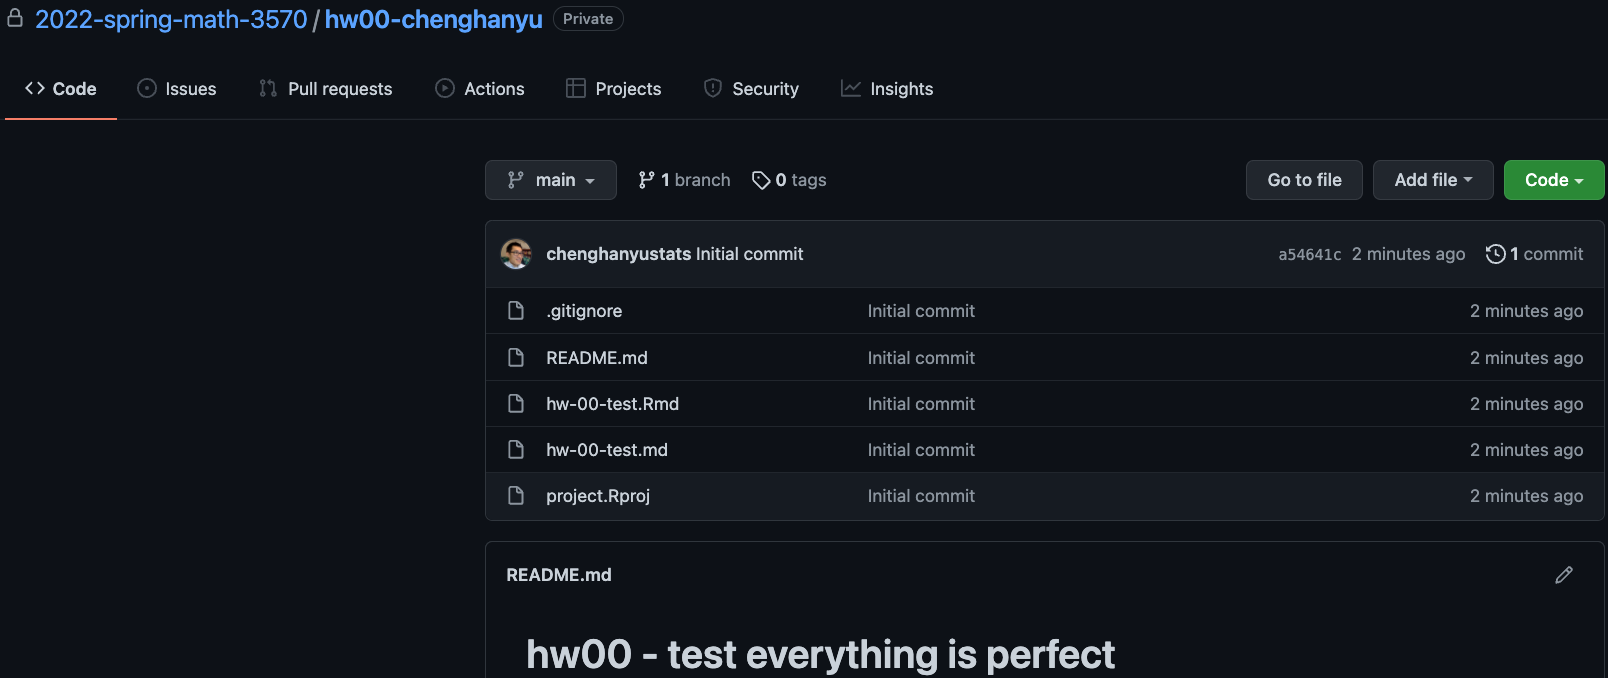 2022-spring-math-3570 / hw00-chenghanyu Private
Code Issues Pull requests Actions Projects Security Insights
main 1 branch 0 tags Go to file Add file Code
chenghanyustats Initial commit a54641c 2 minutes ago 1 commit
.gitignore Initial commit 2 minutes ago
README.md Initial commit 2 minutes ago
hw-00-test.Rmd Initial commit 2 minutes ago
hw-00-test.md Initial commit 2 minutes ago
project.Rproj Initial commit 2 minutes ago
README.md
hw00 - test everything is perfect